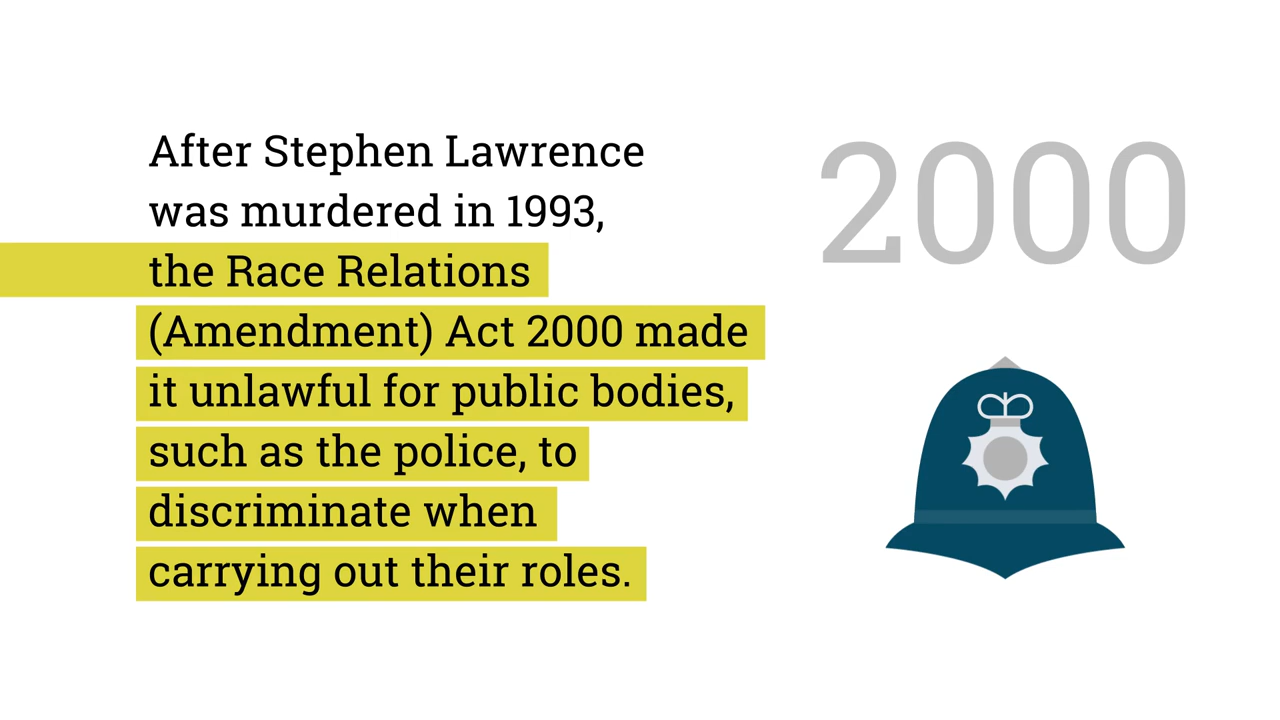 After Stephen Lawrence
was murdered in 1993,
the Race Relations
(Amendment) Act 2000 made
it unlawful for public bodies,
such as the police, to
discriminate when
carrying out their roles.
2000